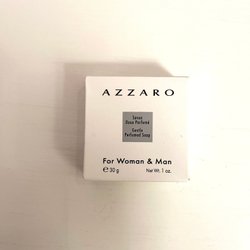 AZZARO
Savon
Doux Parfumé
Gentle
Perfumed Soap
For Woman & Man
℮ 30 g Net Wt. 1 oz.